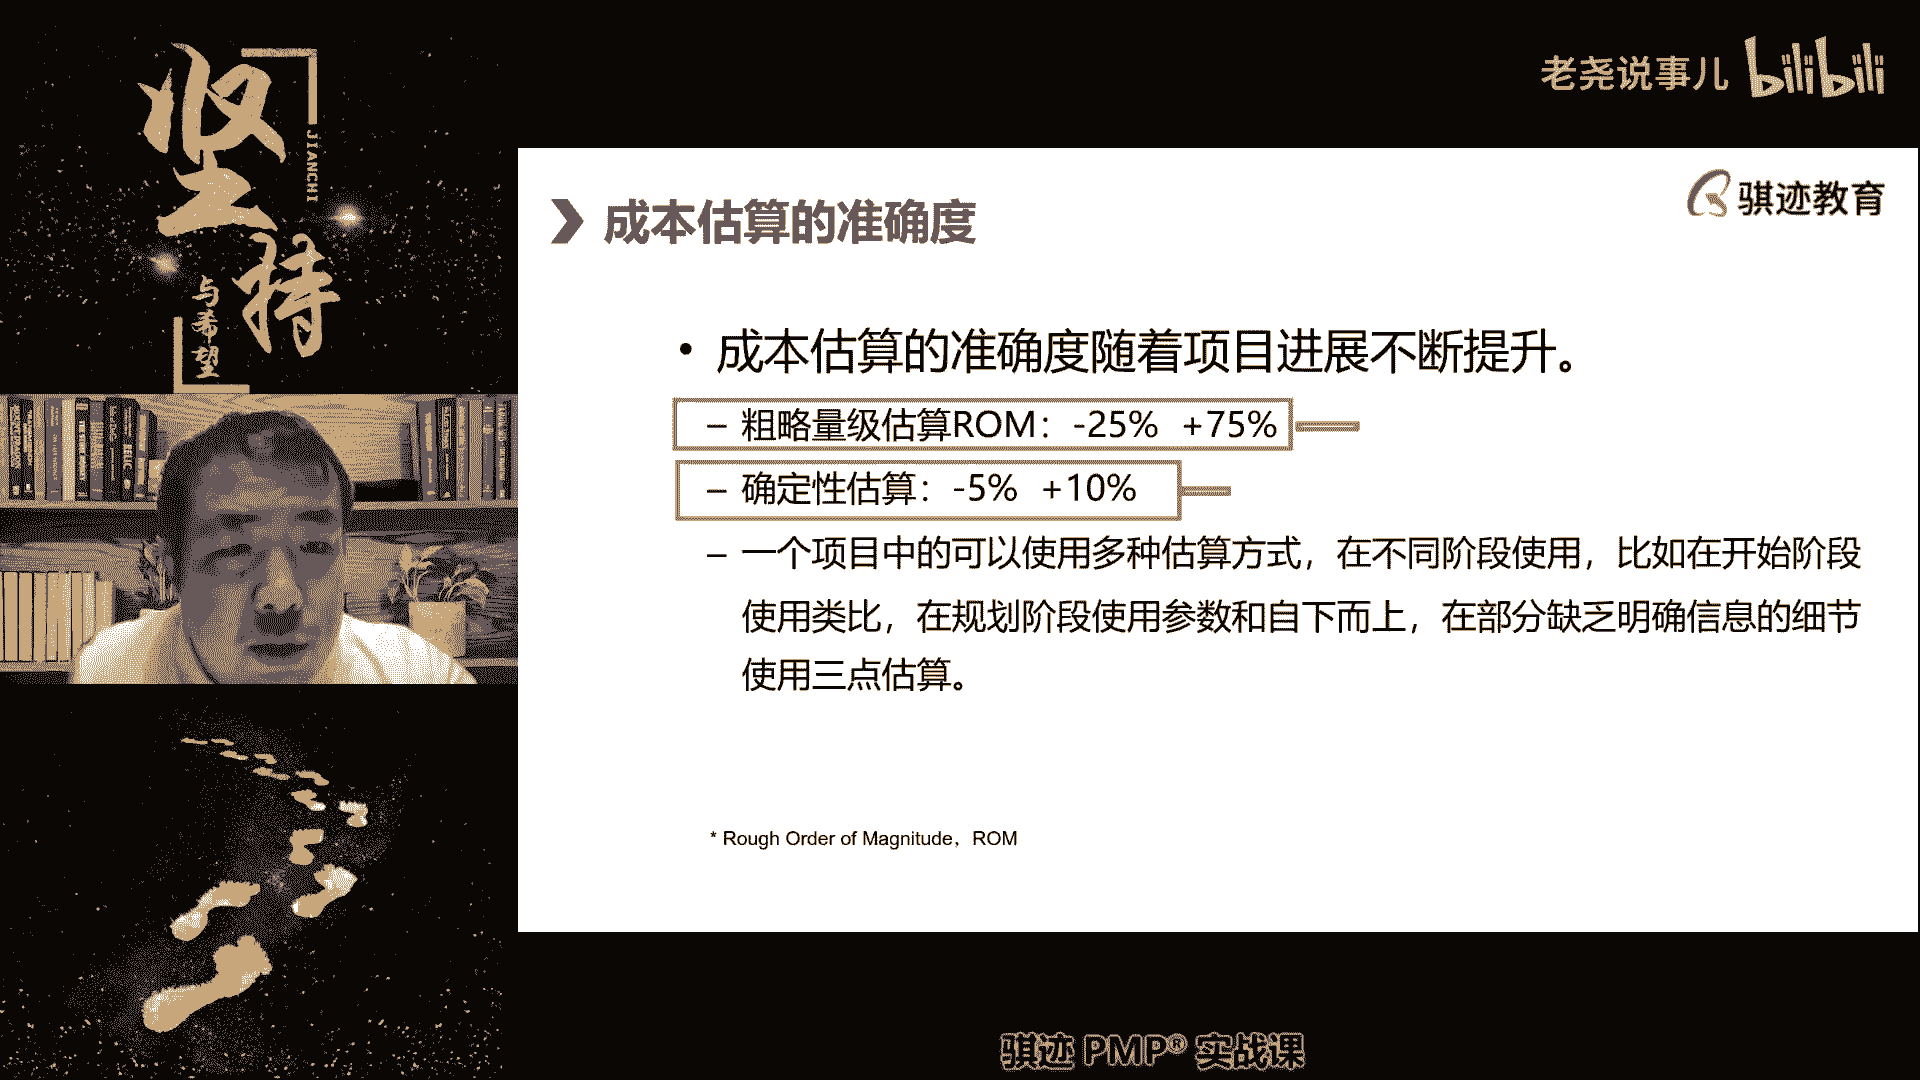 坚持
JIANCHI
与希望
老尧说事儿 bilibili
骐迹教育
成本估算的准确度
• 成本估算的准确度随着项目进展不断提升。
– 粗略量级估算ROM：-25% +75%
– 确定性估算：-5% +10%
– 一个项目中的可以使用多种估算方式，在不同阶段使用，比如在开始阶段
使用类比，在规划阶段使用参数和自下而上，在部分缺乏明确信息的细节
使用三点估算。
* Rough Order of Magnitude，ROM
骐迹 PMP® 实战课